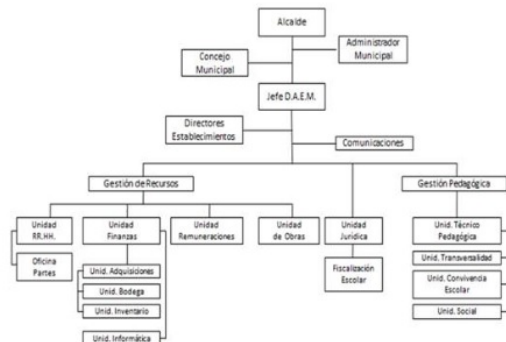 Alcalde
Administrador
Municipal
Concejo
Municipal
Jefe D.A.E.M.
Directores
Establecimientos
Comunicaciones
Gestión de Recursos
Gestión Pedagógica
Unidad
RR.HH.
Unidad
Finanzas
Unidad
Remuneraciones
Unidad
de Obras
Unidad
Jurídica
Unid. Técnico
Pedagógica
Oficina
Partes
Unid. Adquisiciones
Unid. Bodega
Unid. Inventario
Unid. Informática
Fiscalización
Escolar
Unid. Transversalidad
Unid. Convivencia
Escolar
Unid. Social